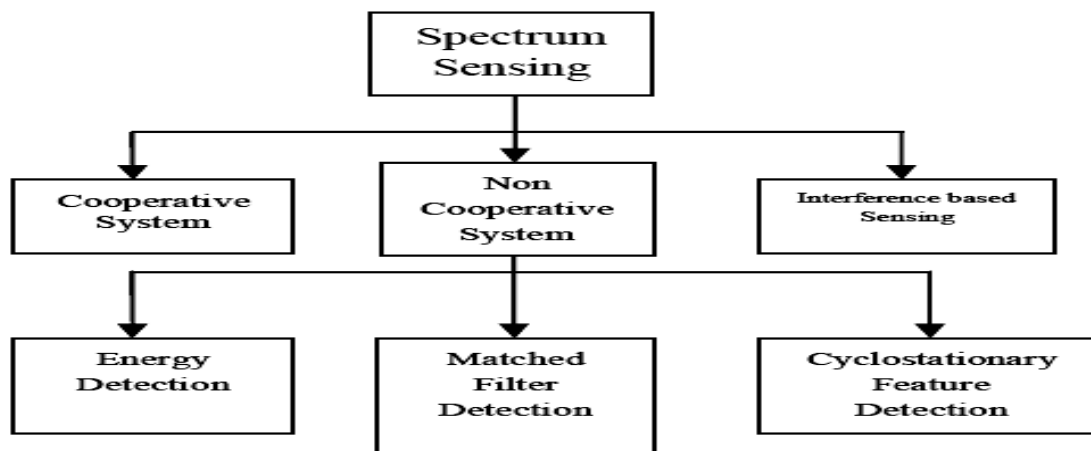 Spectrum
Sensing
Cooperative
System
Non
Cooperative
System
Interference based
Sensing
Energy
Detection
Matched
Filter
Detection
Cyclostationary
Feature
Detection